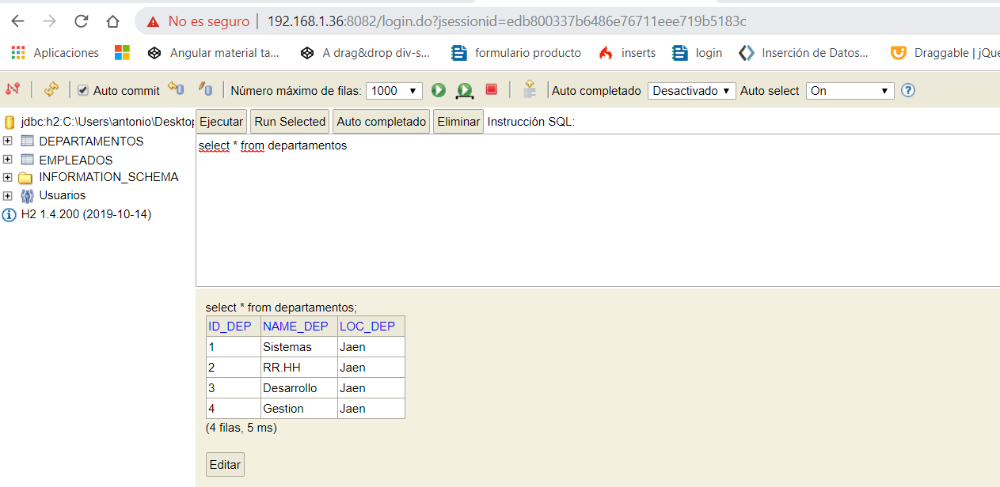 No es seguro | 192.168.1.36:8082/login.do?jsessionid=edb800337b6486e76711eee719b5183c
Aplicaciones Angular material ta... A drag&drop div-s... formulario producto inserts login Inserción de Datos... Draggable | jQue
Auto commit Número máximo de filas: 1000 Auto completado Desactivado Auto select On
jdbc:h2:C:\Users\antonio\Desktop
DEPARTAMENTOS
EMPLEADOS
INFORMATION_SCHEMA
Usuarios
H2 1.4.200 (2019-10-14)
Ejecutar Run Selected Auto completado Eliminar Instrucción SQL:
select * from departamentos
select * from departamentos;
ID_DEP NAME_DEP LOC_DEP
1 Sistemas Jaen
2 RR.HH Jaen
3 Desarrollo Jaen
4 Gestion Jaen
(4 filas, 5 ms)
Editar